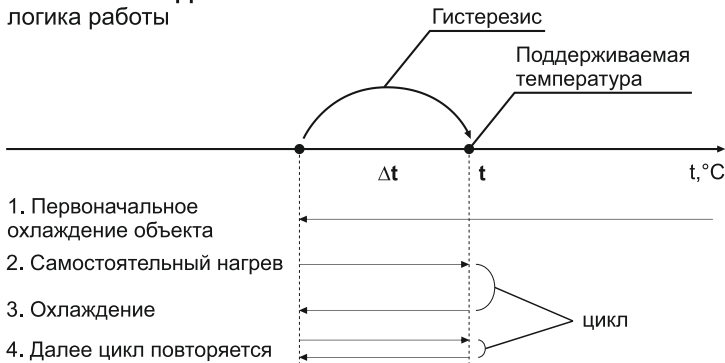 логика работы
Гистерезис
Поддерживаемая
температура
Δt
t
t,°C
1. Первоначальное
охлаждение объекта
2. Самостоятельный нагрев
3. Охлаждение
цикл
4. Далее цикл повторяется